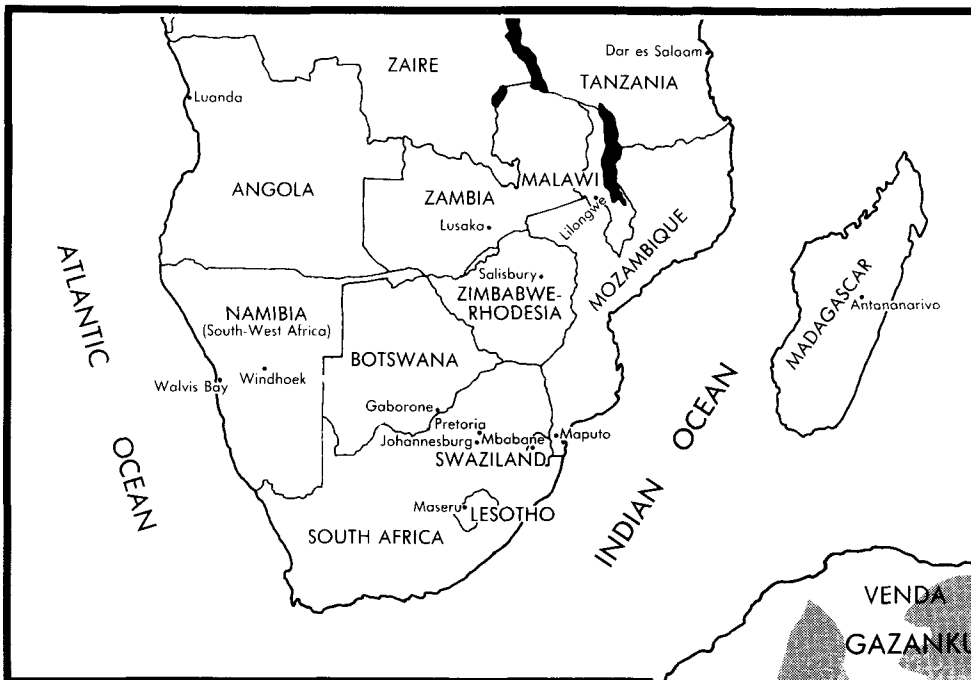 Dar es Salaam
ZAIRE
TANZANIA
Luanda
MALAWI
ANGOLA
ZAMBIA
Lilongwe
Lusaka
MOZAMBIQUE
ATLANTIC
OCEAN
Salisbury
ZIMBABWE-
RHODESIA
MADAGASCAR
Antananarivo
NAMIBIA
(South-West Africa)
BOTSWANA
Windhoek
Walvis Bay
Gaborone
Pretoria
Johannesburg
Mbabane
Maputo
SWAZILAND
INDIAN OCEAN
Maseru
LESOTHO
SOUTH AFRICA
VENDA
GAZANKU